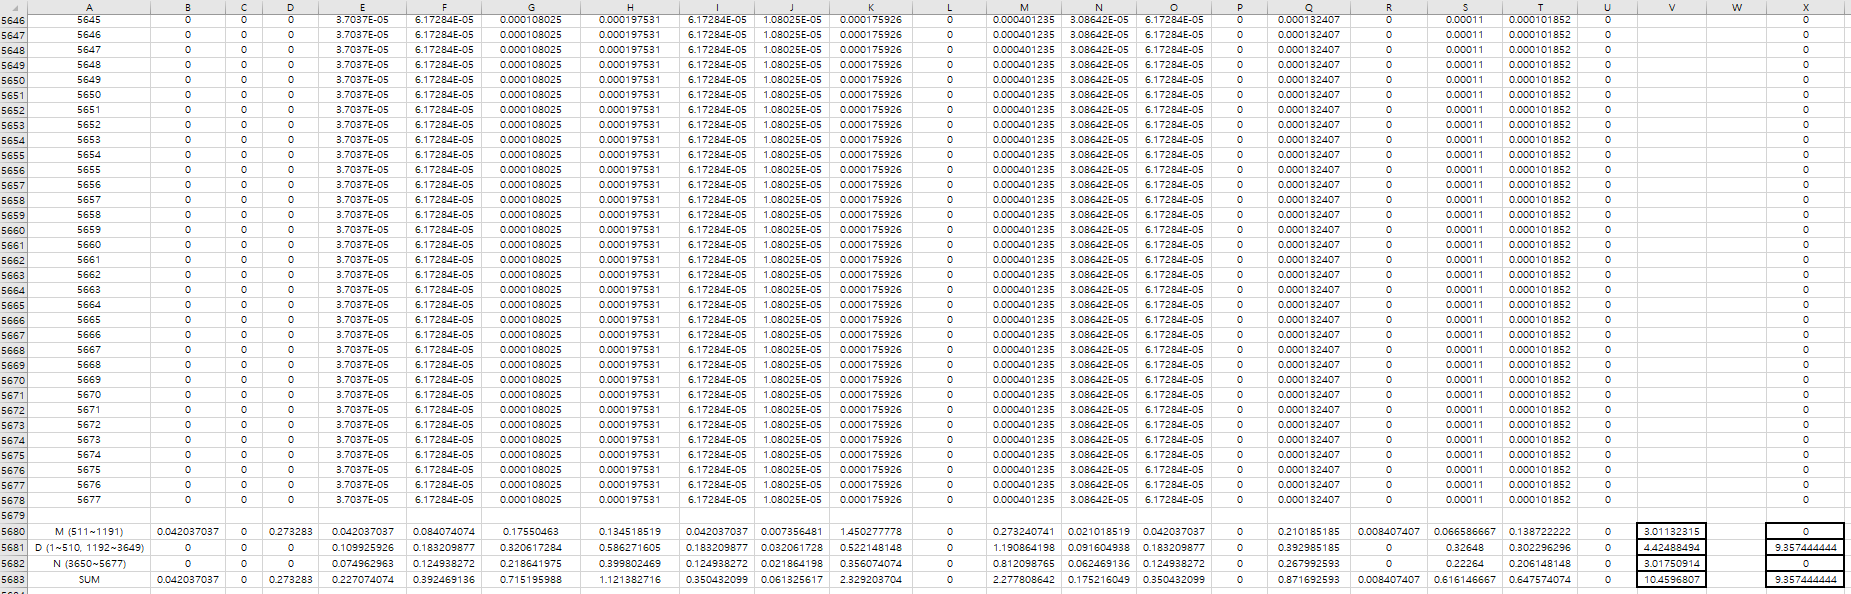 A B C D E F G H I J K L M N O P Q R S T U V W X
5646 5645 0 0 0 3.7037E-05 6.17284E-05 0.000108025 0.000197531 6.17284E-05 1.08025E-05 0.000175926 0 0.000401235 3.08642E-05 6.17284E-05 0 0.000132407 0 0.00011 0.000101852 0 0
5647 5646 0 0 0 3.7037E-05 6.17284E-05 0.000108025 0.000197531 6.17284E-05 1.08025E-05 0.000175926 0 0.000401235 3.08642E-05 6.17284E-05 0 0.000132407 0 0.00011 0.000101852 0 0
5648 5647 0 0 0 3.7037E-05 6.17284E-05 0.000108025 0.000197531 6.17284E-05 1.08025E-05 0.000175926 0 0.000401235 3.08642E-05 6.17284E-05 0 0.000132407 0 0.00011 0.000101852 0 0
5649 5648 0 0 0 3.7037E-05 6.17284E-05 0.000108025 0.000197531 6.17284E-05 1.08025E-05 0.000175926 0 0.000401235 3.08642E-05 6.17284E-05 0 0.000132407 0 0.00011 0.000101852 0 0
5650 5649 0 0 0 3.7037E-05 6.17284E-05 0.000108025 0.000197531 6.17284E-05 1.08025E-05 0.000175926 0 0.000401235 3.08642E-05 6.17284E-05 0 0.000132407 0 0.00011 0.000101852 0 0
5651 5650 0 0 0 3.7037E-05 6.17284E-05 0.000108025 0.000197531 6.17284E-05 1.08025E-05 0.000175926 0 0.000401235 3.08642E-05 6.17284E-05 0 0.000132407 0 0.00011 0.000101852 0 0
5652 5651 0 0 0 3.7037E-05 6.17284E-05 0.000108025 0.000197531 6.17284E-05 1.08025E-05 0.000175926 0 0.000401235 3.08642E-05 6.17284E-05 0 0.000132407 0 0.00011 0.000101852 0 0
5653 5652 0 0 0 3.7037E-05 6.17284E-05 0.000108025 0.000197531 6.17284E-05 1.08025E-05 0.000175926 0 0.000401235 3.08642E-05 6.17284E-05 0 0.000132407 0 0.00011 0.000101852 0 0
5654 5653 0 0 0 3.7037E-05 6.17284E-05 0.000108025 0.000197531 6.17284E-05 1.08025E-05 0.000175926 0 0.000401235 3.08642E-05 6.17284E-05 0 0.000132407 0 0.00011 0.000101852 0 0
5655 5654 0 0 0 3.7037E-05 6.17284E-05 0.000108025 0.000197531 6.17284E-05 1.08025E-05 0.000175926 0 0.000401235 3.08642E-05 6.17284E-05 0 0.000132407 0 0.00011 0.000101852 0 0
5656 5655 0 0 0 3.7037E-05 6.17284E-05 0.000108025 0.000197531 6.17284E-05 1.08025E-05 0.000175926 0 0.000401235 3.08642E-05 6.17284E-05 0 0.000132407 0 0.00011 0.000101852 0 0
5657 5656 0 0 0 3.7037E-05 6.17284E-05 0.000108025 0.000197531 6.17284E-05 1.08025E-05 0.000175926 0 0.000401235 3.08642E-05 6.17284E-05 0 0.000132407 0 0.00011 0.000101852 0 0
5658 5657 0 0 0 3.7037E-05 6.17284E-05 0.000108025 0.000197531 6.17284E-05 1.08025E-05 0.000175926 0 0.000401235 3.08642E-05 6.17284E-05 0 0.000132407 0 0.00011 0.000101852 0 0
5659 5658 0 0 0 3.7037E-05 6.17284E-05 0.000108025 0.000197531 6.17284E-05 1.08025E-05 0.000175926 0 0.000401235 3.08642E-05 6.17284E-05 0 0.000132407 0 0.00011 0.000101852 0 0
5660 5659 0 0 0 3.7037E-05 6.17284E-05 0.000108025 0.000197531 6.17284E-05 1.08025E-05 0.000175926 0 0.000401235 3.08642E-05 6.17284E-05 0 0.000132407 0 0.00011 0.000101852 0 0
5661 5660 0 0 0 3.7037E-05 6.17284E-05 0.000108025 0.000197531 6.17284E-05 1.08025E-05 0.000175926 0 0.000401235 3.08642E-05 6.17284E-05 0 0.000132407 0 0.00011 0.000101852 0 0
5662 5661 0 0 0 3.7037E-05 6.17284E-05 0.000108025 0.000197531 6.17284E-05 1.08025E-05 0.000175926 0 0.000401235 3.08642E-05 6.17284E-05 0 0.000132407 0 0.00011 0.000101852 0 0
5663 5662 0 0 0 3.7037E-05 6.17284E-05 0.000108025 0.000197531 6.17284E-05 1.08025E-05 0.000175926 0 0.000401235 3.08642E-05 6.17284E-05 0 0.000132407 0 0.00011 0.000101852 0 0
5664 5663 0 0 0 3.7037E-05 6.17284E-05 0.000108025 0.000197531 6.17284E-05 1.08025E-05 0.000175926 0 0.000401235 3.08642E-05 6.17284E-05 0 0.000132407 0 0.00011 0.000101852 0 0
5665 5664 0 0 0 3.7037E-05 6.17284E-05 0.000108025 0.000197531 6.17284E-05 1.08025E-05 0.000175926 0 0.000401235 3.08642E-05 6.17284E-05 0 0.000132407 0 0.00011 0.000101852 0 0
5666 5665 0 0 0 3.7037E-05 6.17284E-05 0.000108025 0.000197531 6.17284E-05 1.08025E-05 0.000175926 0 0.000401235 3.08642E-05 6.17284E-05 0 0.000132407 0 0.00011 0.000101852 0 0
5667 5666 0 0 0 3.7037E-05 6.17284E-05 0.000108025 0.000197531 6.17284E-05 1.08025E-05 0.000175926 0 0.000401235 3.08642E-05 6.17284E-05 0 0.000132407 0 0.00011 0.000101852 0 0
5668 5667 0 0 0 3.7037E-05 6.17284E-05 0.000108025 0.000197531 6.17284E-05 1.08025E-05 0.000175926 0 0.000401235 3.08642E-05 6.17284E-05 0 0.000132407 0 0.00011 0.000101852 0 0
5669 5668 0 0 0 3.7037E-05 6.17284E-05 0.000108025 0.000197531 6.17284E-05 1.08025E-05 0.000175926 0 0.000401235 3.08642E-05 6.17284E-05 0 0.000132407 0 0.00011 0.000101852 0 0
5670 5669 0 0 0 3.7037E-05 6.17284E-05 0.000108025 0.000197531 6.17284E-05 1.08025E-05 0.000175926 0 0.000401235 3.08642E-05 6.17284E-05 0 0.000132407 0 0.00011 0.000101852 0 0
5671 5670 0 0 0 3.7037E-05 6.17284E-05 0.000108025 0.000197531 6.17284E-05 1.08025E-05 0.000175926 0 0.000401235 3.08642E-05 6.17284E-05 0 0.000132407 0 0.00011 0.000101852 0 0
5672 5671 0 0 0 3.7037E-05 6.17284E-05 0.000108025 0.000197531 6.17284E-05 1.08025E-05 0.000175926 0 0.000401235 3.08642E-05 6.17284E-05 0 0.000132407 0 0.00011 0.000101852 0 0
5673 5672 0 0 0 3.7037E-05 6.17284E-05 0.000108025 0.000197531 6.17284E-05 1.08025E-05 0.000175926 0 0.000401235 3.08642E-05 6.17284E-05 0 0.000132407 0 0.00011 0.000101852 0 0
5674 5673 0 0 0 3.7037E-05 6.17284E-05 0.000108025 0.000197531 6.17284E-05 1.08025E-05 0.000175926 0 0.000401235 3.08642E-05 6.17284E-05 0 0.000132407 0 0.00011 0.000101852 0 0
5675 5674 0 0 0 3.7037E-05 6.17284E-05 0.000108025 0.000197531 6.17284E-05 1.08025E-05 0.000175926 0 0.000401235 3.08642E-05 6.17284E-05 0 0.000132407 0 0.00011 0.000101852 0 0
5676 5675 0 0 0 3.7037E-05 6.17284E-05 0.000108025 0.000197531 6.17284E-05 1.08025E-05 0.000175926 0 0.000401235 3.08642E-05 6.17284E-05 0 0.000132407 0 0.00011 0.000101852 0 0
5677 5676 0 0 0 3.7037E-05 6.17284E-05 0.000108025 0.000197531 6.17284E-05 1.08025E-05 0.000175926 0 0.000401235 3.08642E-05 6.17284E-05 0 0.000132407 0 0.00011 0.000101852 0 0
5678 5677 0 0 0 3.7037E-05 6.17284E-05 0.000108025 0.000197531 6.17284E-05 1.08025E-05 0.000175926 0 0.000401235 3.08642E-05 6.17284E-05 0 0.000132407 0 0.00011 0.000101852 0 0
5679
5680 M (511~1191) 0.042037037 0 0.273283 0.042037037 0.084074074 0.17550463 0.134518519 0.042037037 0.007356481 1.450277778 0 0.273240741 0.021018519 0.042037037 0 0.210185185 0.008407407 0.066586667 0.138722222 0 3.01132315 0
5681 D (1~510, 1192~3649) 0 0 0 0.109925926 0.183209877 0.320617284 0.586271605 0.183209877 0.032061728 0.522148148 0 1.190864198 0.091604938 0.183209877 0 0.392985185 0 0.32648 0.302296296 0 4.42488494 9.357444444
5682 N (3650~5677) 0 0 0 0.074962963 0.124938272 0.218641975 0.399802469 0.124938272 0.021864198 0.356074074 0 0.812098765 0.062469136 0.124938272 0 0.267992593 0 0.22264 0.206148148 0 3.01750914 0
5683 SUM 0.042037037 0 0.273283 0.227074074 0.392469136 0.715195988 1.121382716 0.350432099 0.061325617 2.329203704 0 2.277808642 0.175216049 0.350432099 0 0.871692593 0.008407407 0.616146667 0.647574074 0 10.4596807 9.357444444